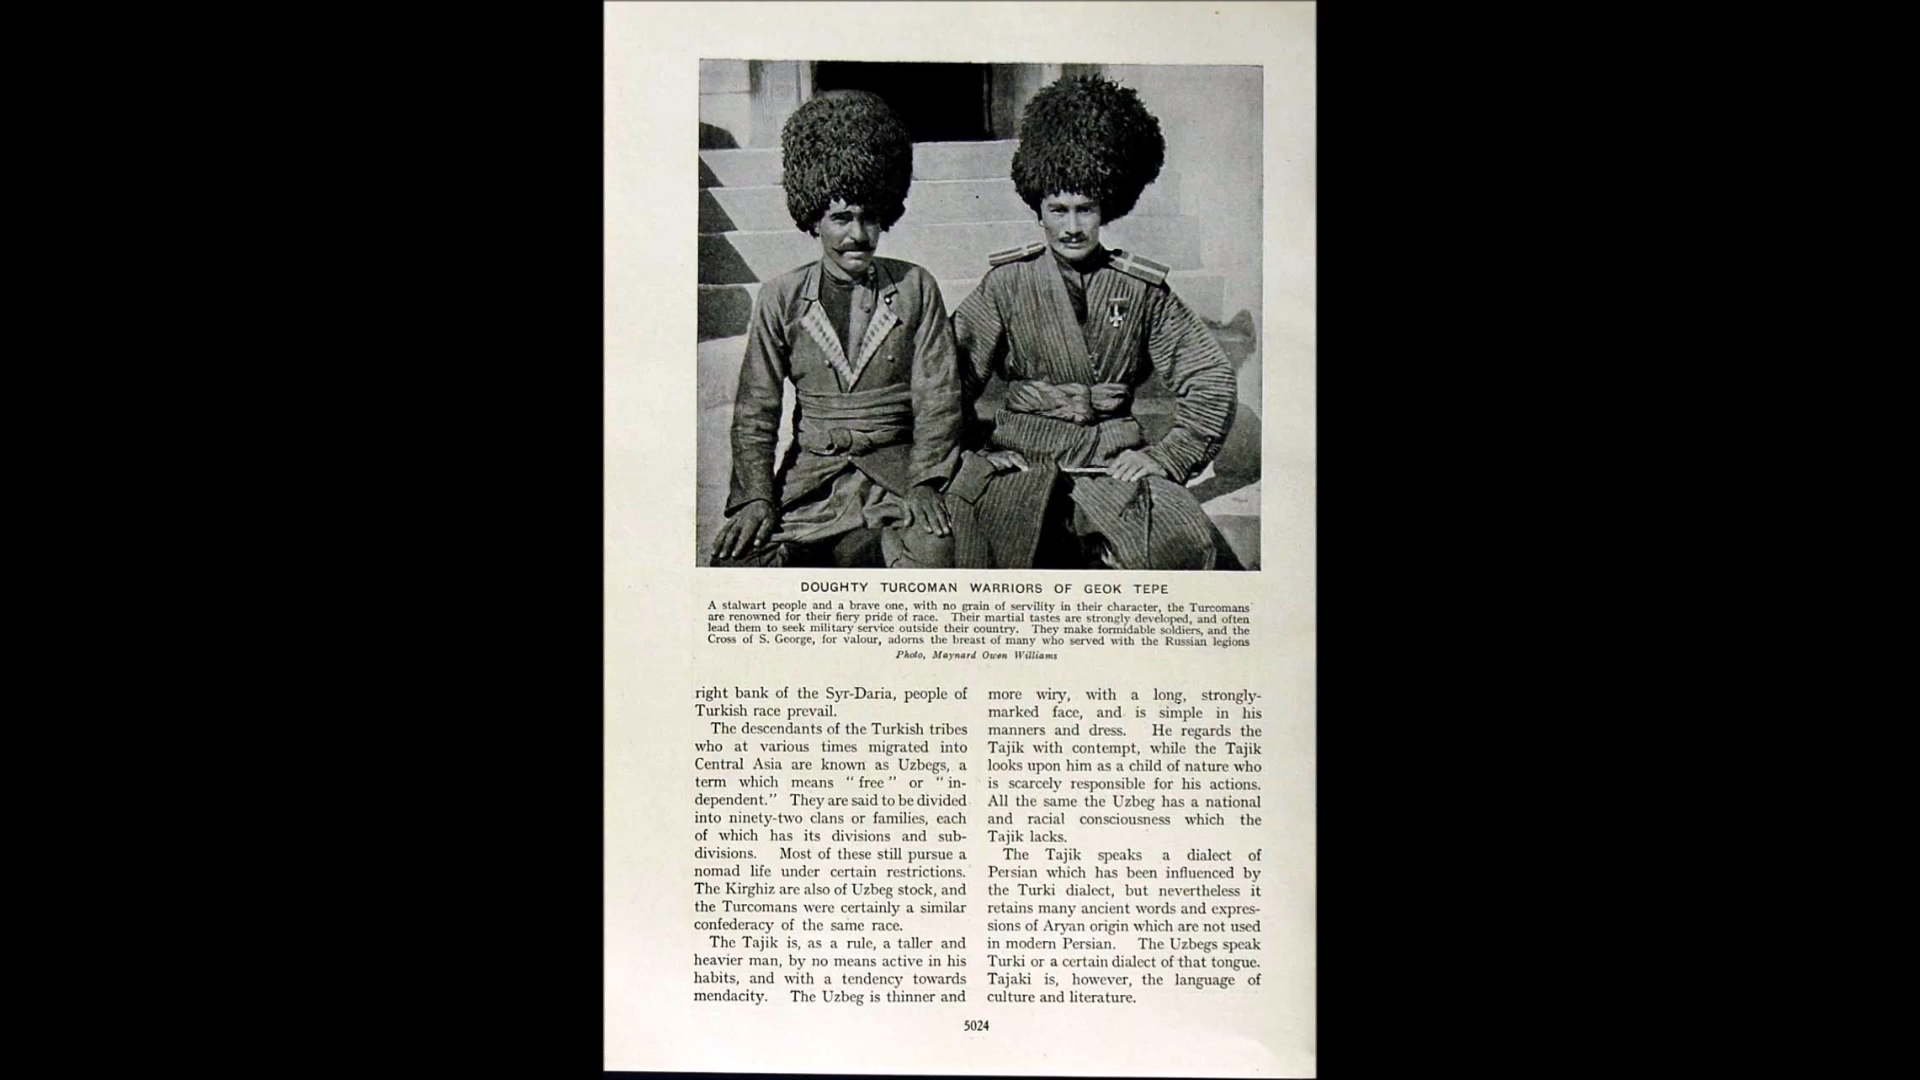 DOUGHTY TURCOMAN WARRIORS OF GEOK TEPE
A stalwart people and a brave one, with no grain of servility in their character, the Turcomans
are renowned for their fiery pride of race. Their martial tastes are strongly developed, and often
lead them to seek military service outside their country. They make formidable soldiers, and the
Cross of S. George, for valour, adorns the breast of many who served with the Russian legions
Photo, Maynard Owen Williams
right bank of the Syr-Daria, people of
Turkish race prevail.
The descendants of the Turkish tribes
who at various times migrated into
Central Asia are known as Uzbegs, a
term which means "free" or "in-
dependent." They are said to be divided
into ninety-two clans or families, each
of which has its divisions and sub-
divisions. Most of these still pursue a
nomad life under certain restrictions.
The Kirghiz are also of Uzbeg stock, and
the Turcomans were certainly a similar
confederacy of the same race.
The Tajik is, as a rule, a taller and
heavier man, by no means active in his
habits, and with a tendency towards
mendacity. The Uzbeg is thinner and
more wiry, with a long, strongly-
marked face, and is simple in his
manners and dress. He regards the
Tajik with contempt, while the Tajik
looks upon him as a child of nature who
is scarcely responsible for his actions.
All the same the Uzbeg has a national
and racial consciousness which the
Tajik lacks.
The Tajik speaks a dialect of
Persian which has been influenced by
the Turki dialect, but nevertheless it
retains many ancient words and expres-
sions of Aryan origin which are not used
in modern Persian. The Uzbegs speak
Turki or a certain dialect of that tongue.
Tajaki is, however, the language of
culture and literature.
5024